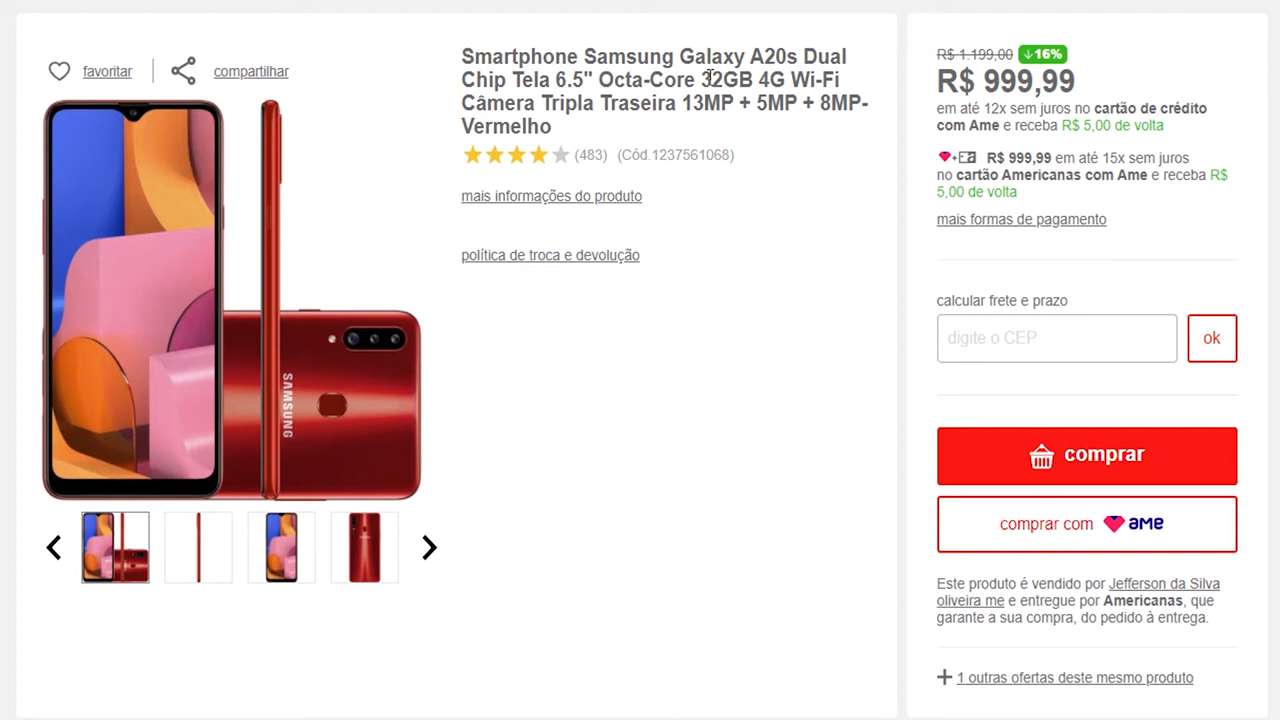 favoritar
compartilhar
SAMSUNG
Smartphone Samsung Galaxy A20s Dual
Chip Tela 6.5" Octa-Core 32GB 4G Wi-Fi
Câmera Tripla Traseira 13MP + 5MP + 8MP-
Vermelho
(483) (Cód.1237561068)
mais informações do produto
política de troca e devolução
R$ 1.199,00 16%
R$ 999,99
em até 12x sem juros no cartão de crédito
com Ame e receba R$ 5,00 de volta
R$ 999,99 em até 15x sem juros
no cartão Americanas com Ame e receba R$
5,00 de volta
mais formas de pagamento
calcular frete e prazo
digite o CEP
ok
comprar
comprar com AME
Este produto é vendido por Jefferson da Silva
oliveira me e entregue por Americanas, que
garante a sua compra, do pedido à entrega.
+ 1 outras ofertas deste mesmo produto